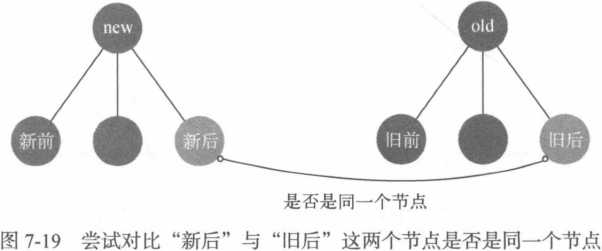 new
old
新前
新后
旧前
旧后
是否是同一个节点
图 7-19 尝试对比“新后”与“旧后”这两个节点是否是同一个节点